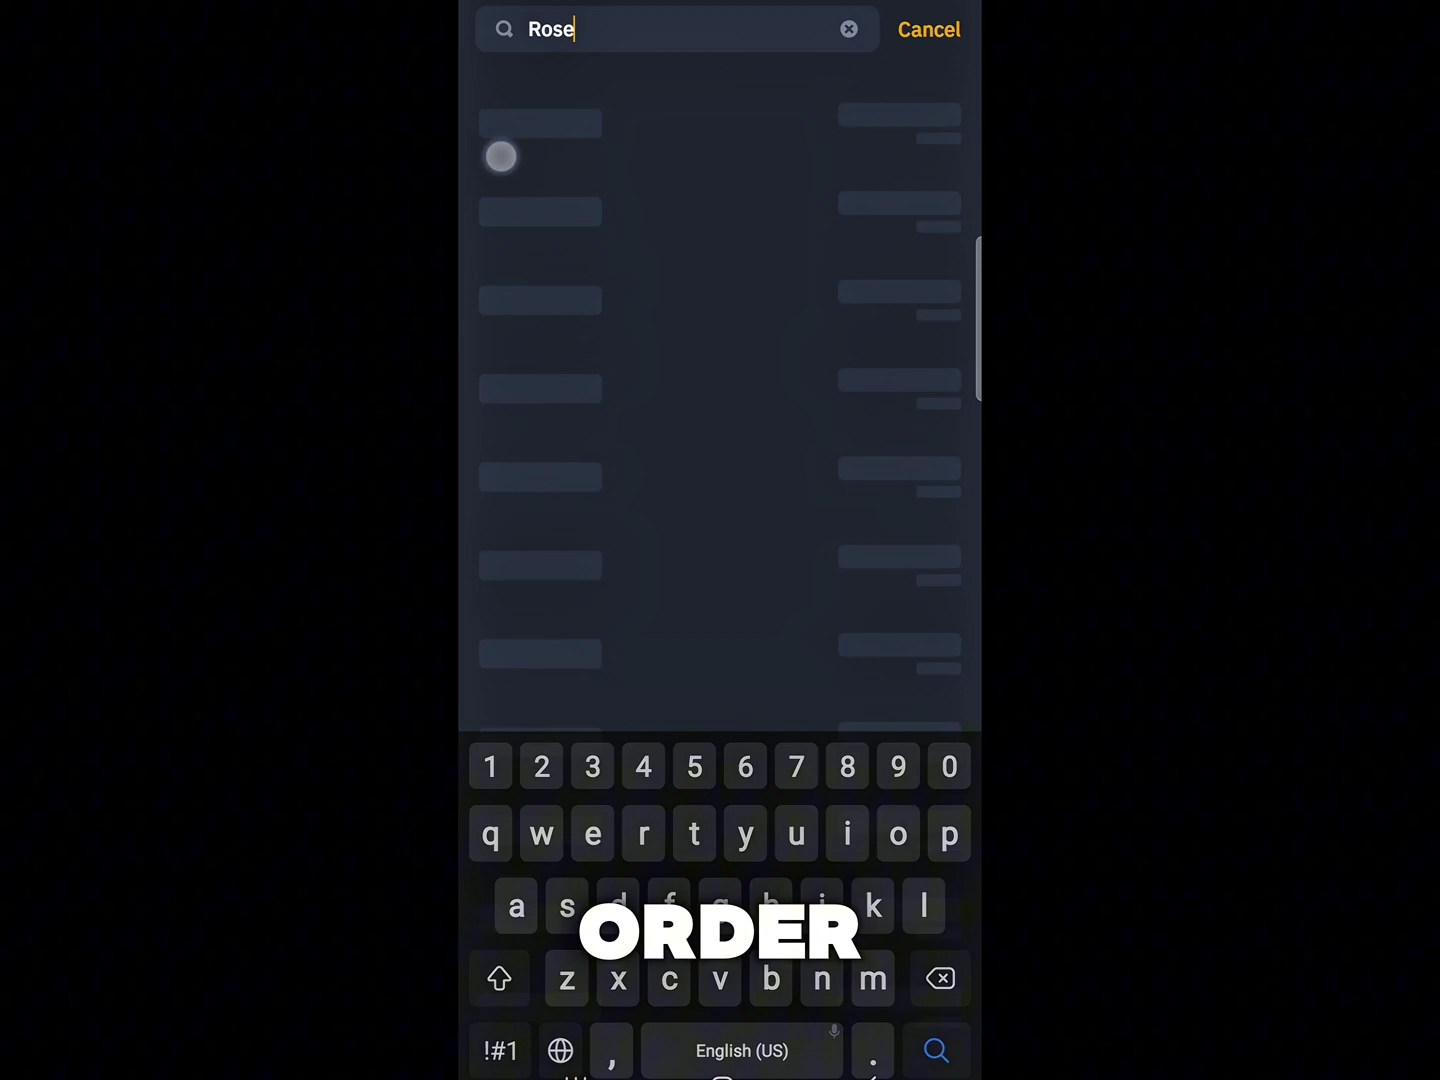 Rose
Cancel
1 2 3 4 5 6 7 8 9 0
q w e r t y u i o p
a s d f g h j k l
ORDER
z x c v b n m
!#1 , English (US) .